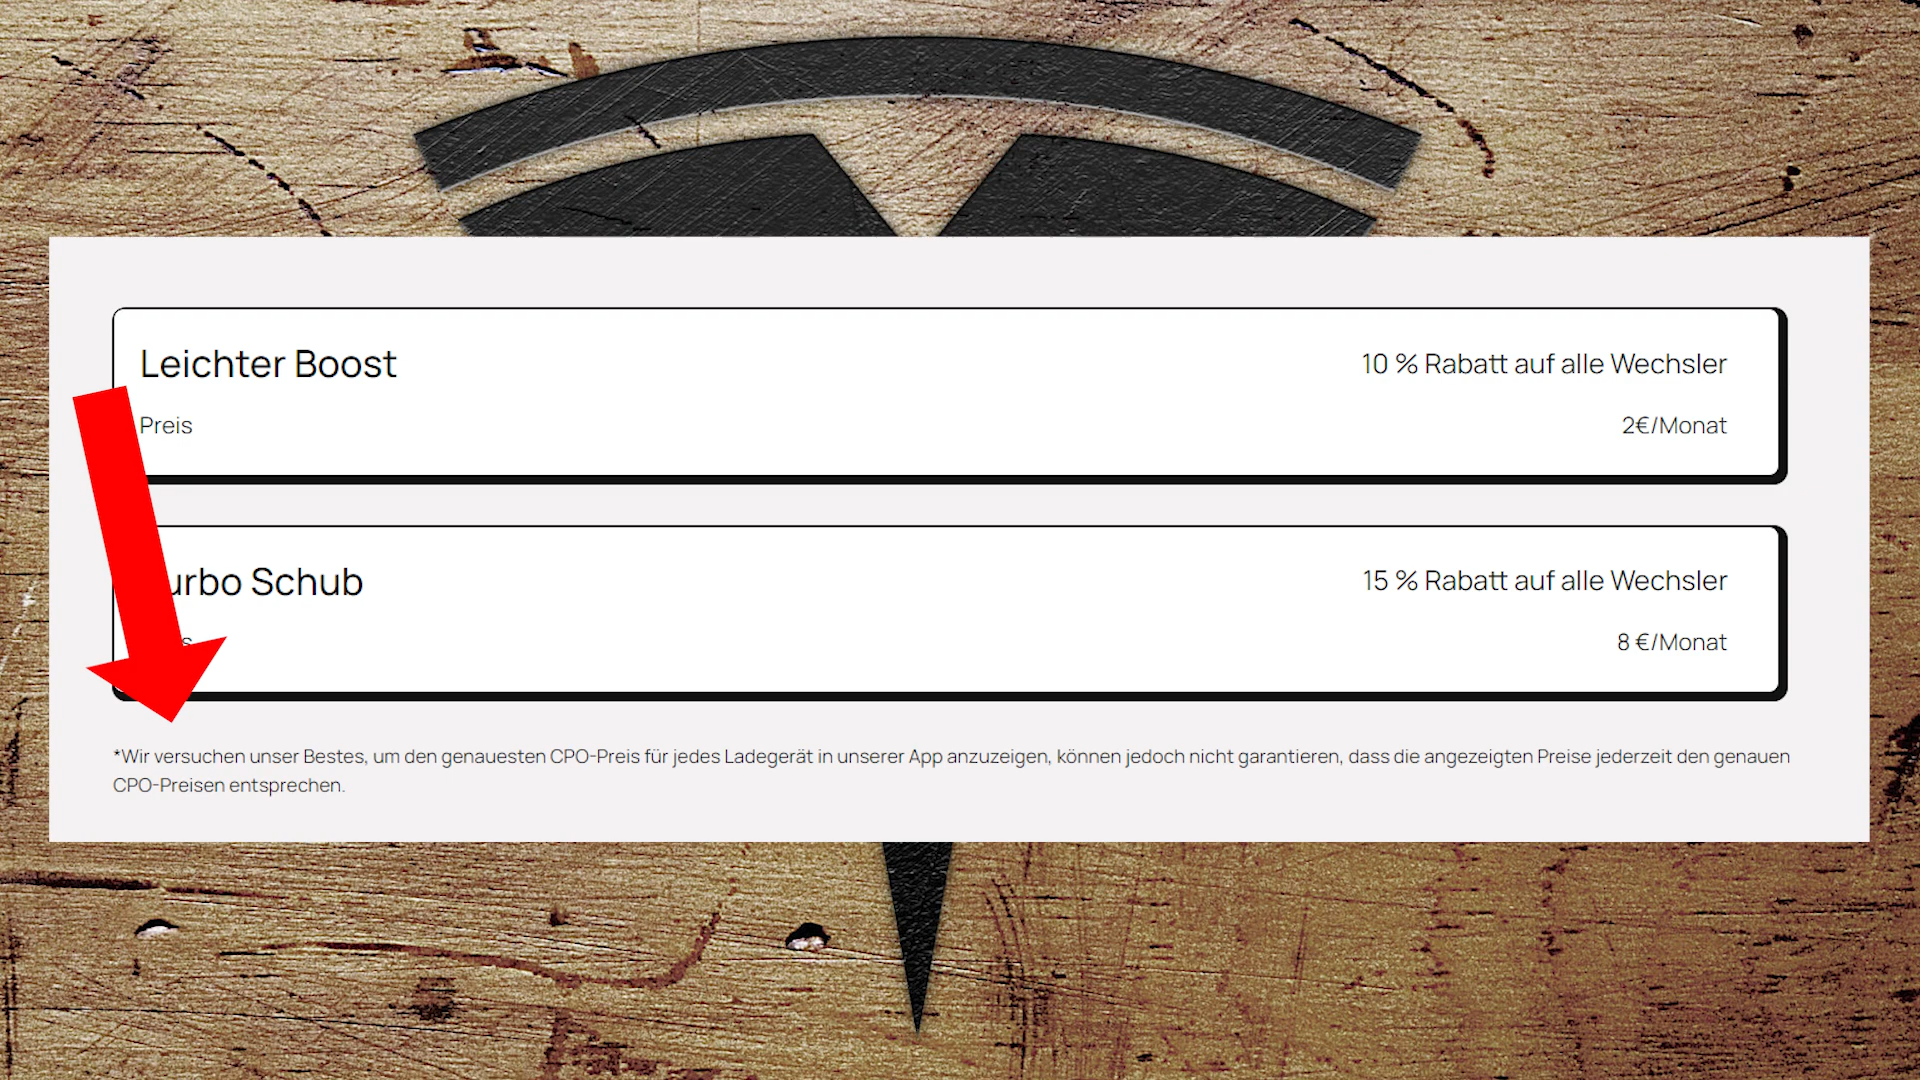 Leichter Boost
10 % Rabatt auf alle Wechsler
Preis
2€/Monat
Schub
15 % Rabatt auf alle Wechsler
8 €/Monat
*Wir versuchen unser Bestes, um den genauesten CPO-Preis für jedes Ladegerät in unserer App anzuzeigen, können jedoch nicht garantieren, dass die angezeigten Preise jederzeit den genauen
CPO-Preisen entsprechen.